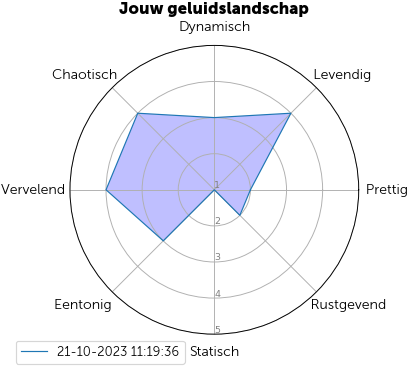 Jouw geluidslandschap
Dynamisch
Chaotisch
Levendig
Vervelend
Prettig
1
2
3
4
5
Eentonig
Rustgevend
21-10-2023 11:19:36
Statisch